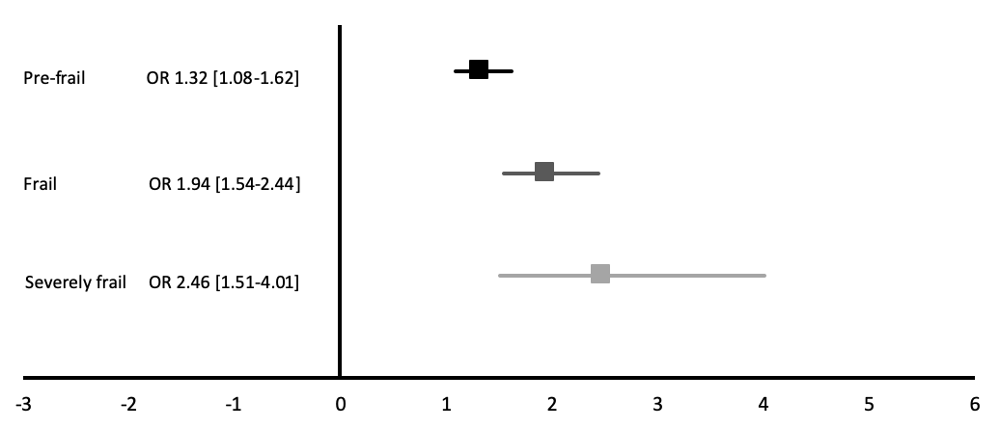 Pre-frail OR 1.32 [1.08-1.62]
Frail OR 1.94 [1.54-2.44]
Severely frail OR 2.46 [1.51-4.01]
-3 -2 -1 0 1 2 3 4 5 6